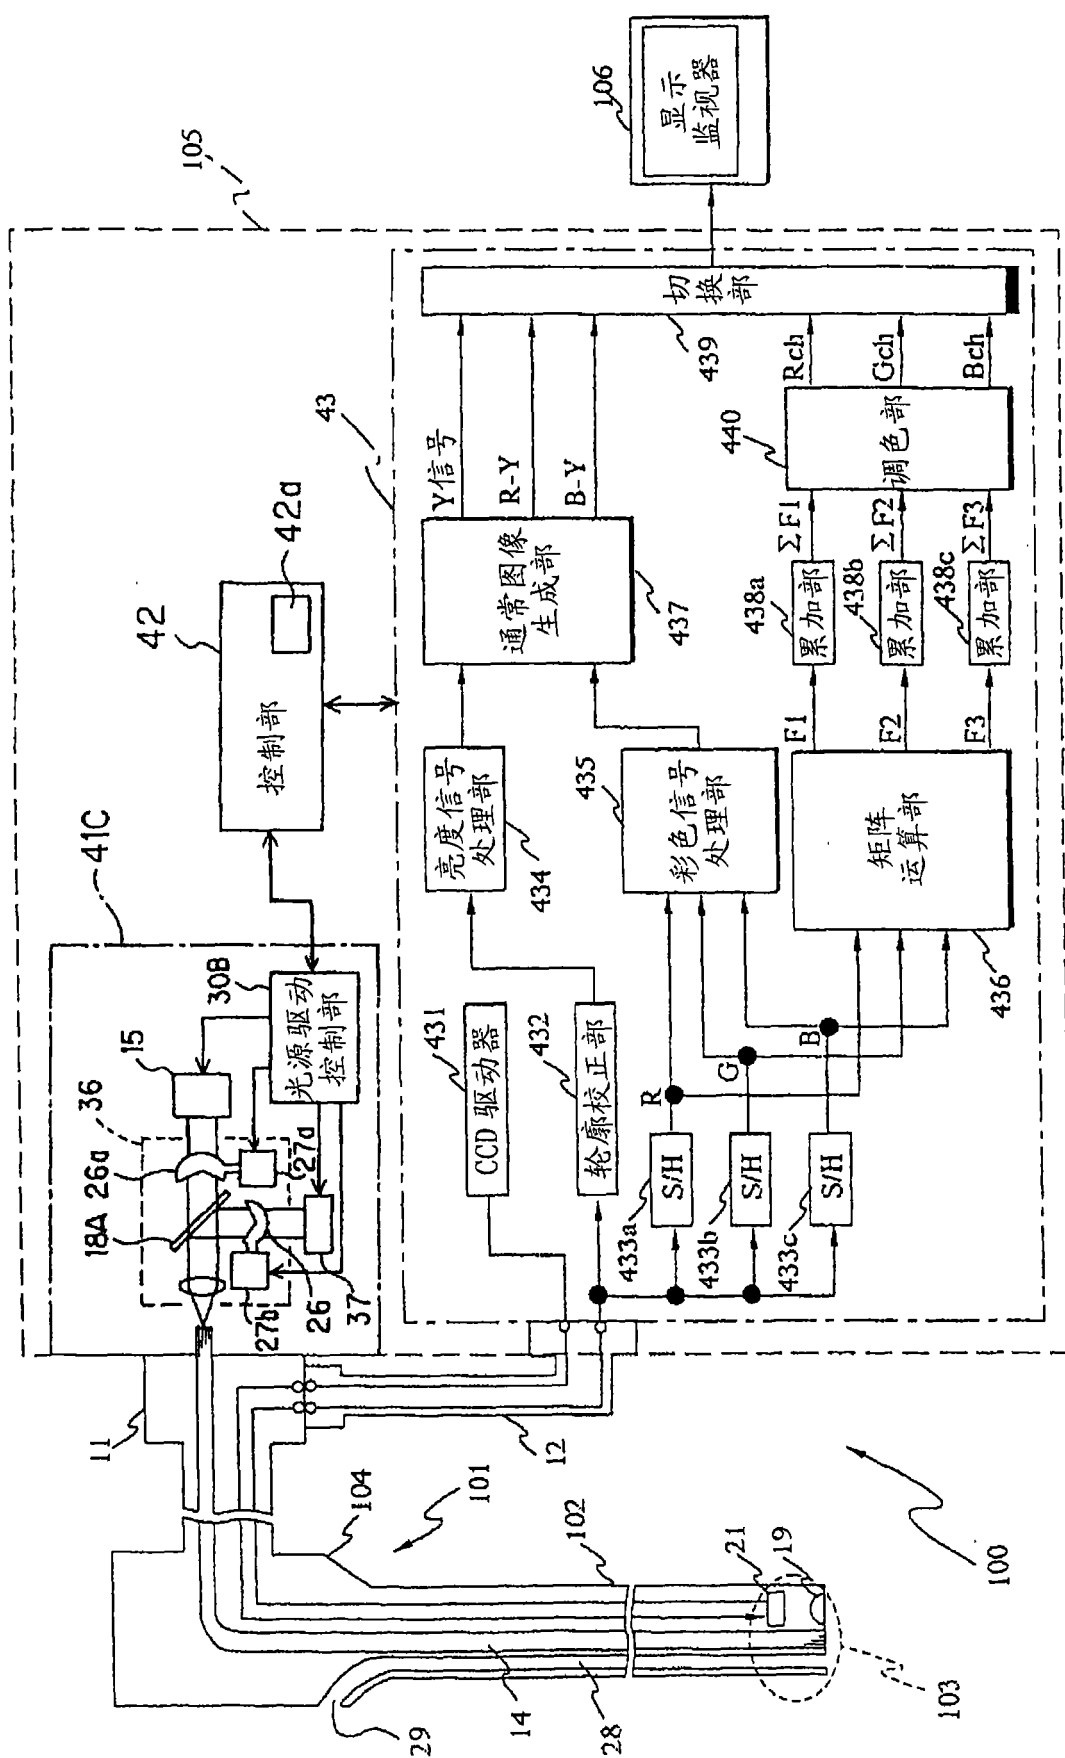 105
106
显示
监视器
41C
42
42a
控制部
43
36
15
30B
光源驱动
控制部
26a
18A
27a
27b
26
37
切换部
439
Y信号
R-Y
B-Y
通常图像
生成部
437
亮度信号
处理部
434
彩色信号
处理部
435
CCD 驱动器
431
轮廓校正部
432
433a
S/H
R
433b
S/H
G
433c
S/H
B
矩阵
运算部
436
F1
F2
F3
438a
累加部
438b
累加部
438c
累加部
ΣF1
ΣF2
ΣF3
440
调色部
Rch
Gch
Bch
11
12
104
101
102
21
19
100
103
14
28
29